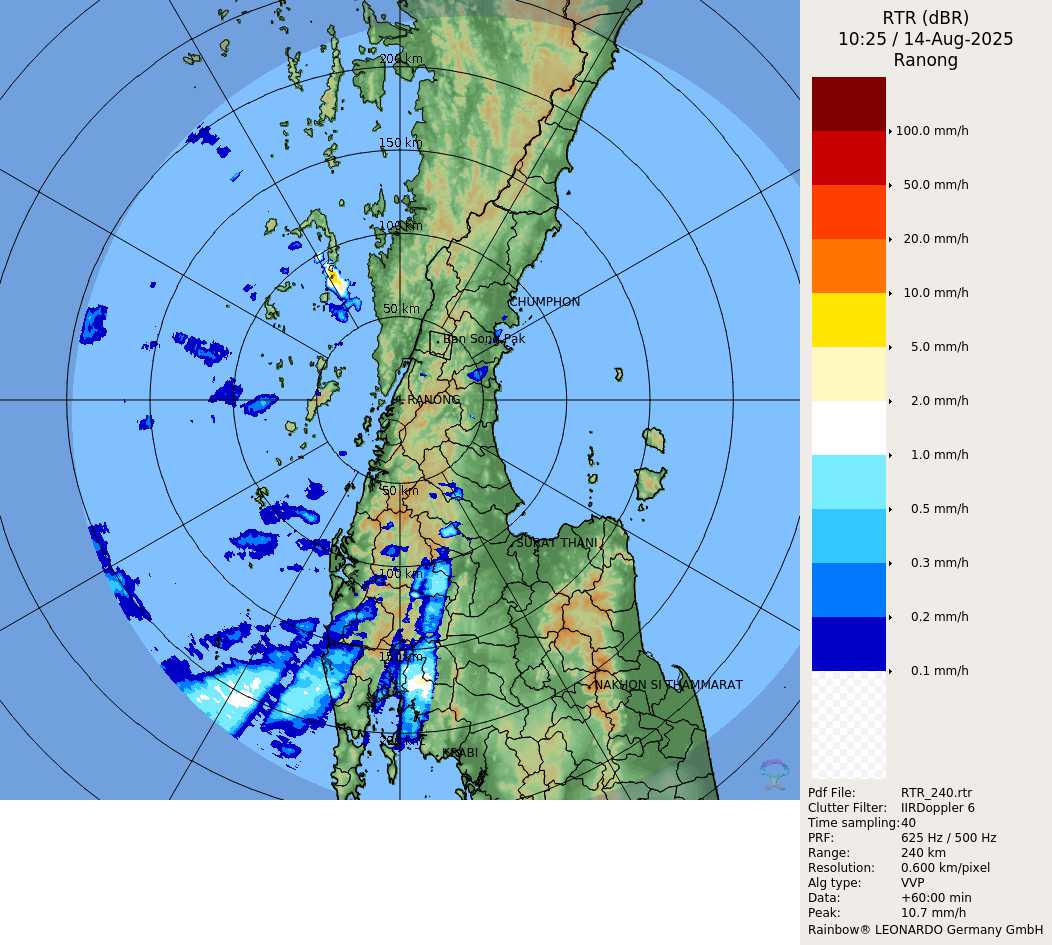 RTR (dBR)
10:25 / 14-Aug-2025
Ranong
200 km
150 km
100 km
50 km
CHUMPHON
Ban Song Pak
RANONG
50 km
SURAT THANI
100 km
150 km
NAKHON SI THAMMARAT
200 km
KRABI
100.0 mm/h
50.0 mm/h
20.0 mm/h
10.0 mm/h
5.0 mm/h
2.0 mm/h
1.0 mm/h
0.5 mm/h
0.3 mm/h
0.2 mm/h
0.1 mm/h
Pdf File: RTR_240.rtr
Clutter Filter: IIRDoppler 6
Time sampling:40
PRF: 625 Hz / 500 Hz
Range: 240 km
Resolution: 0.600 km/pixel
Alg type: VVP
Data: +60:00 min
Peak: 10.7 mm/h
Rainbow® LEONARDO Germany GmbH